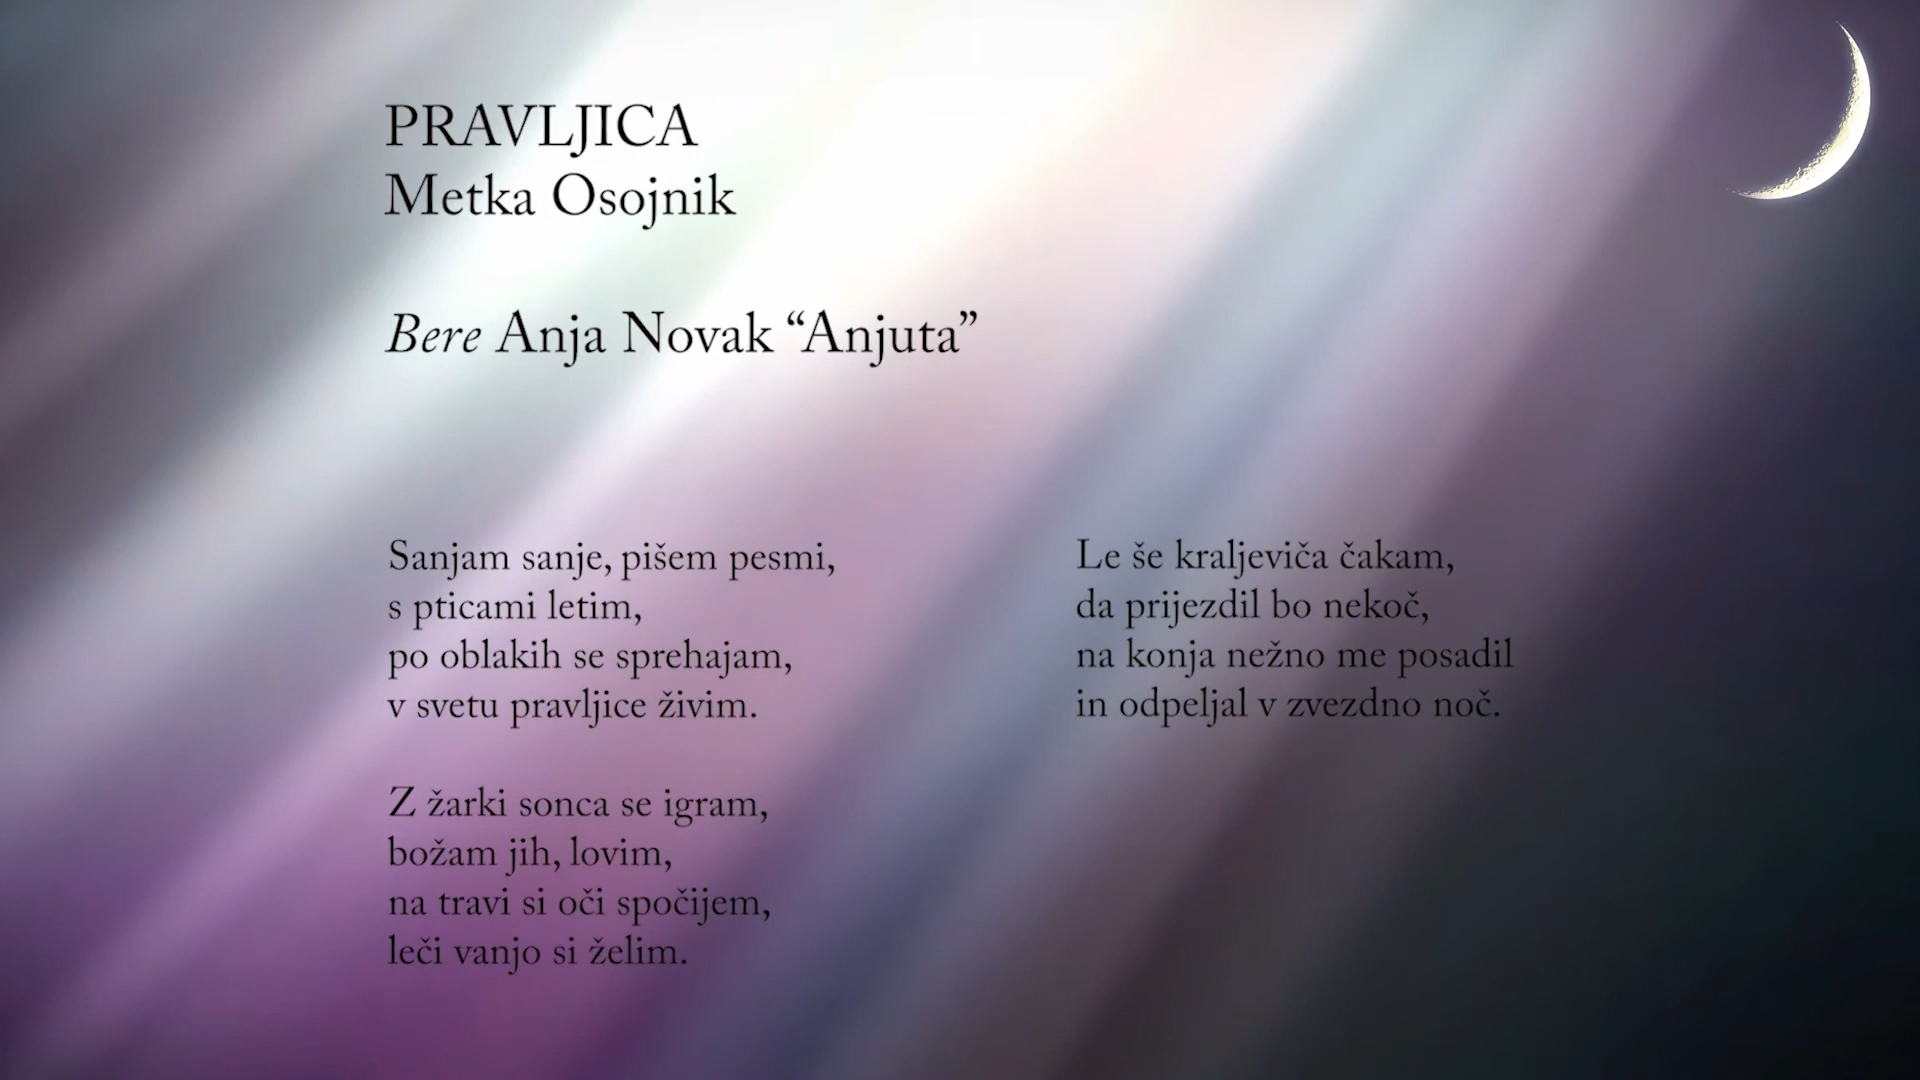 PRAVLJICA
Metka Osojnik
Bere Anja Novak “Anjuta”
Sanjam sanje, pišem pesmi,
s pticami letim,
po oblakih se sprehajam,
v svetu pravljice živim.
Z žarki sonca se igram,
božam jih, lovim,
na travi si oči spočijem,
leči vanjo si želim.
Le še kraljeviča čakam,
da prijezdil bo nekoč,
na konja nežno me posadil
in odpeljal v zvezdno noč.